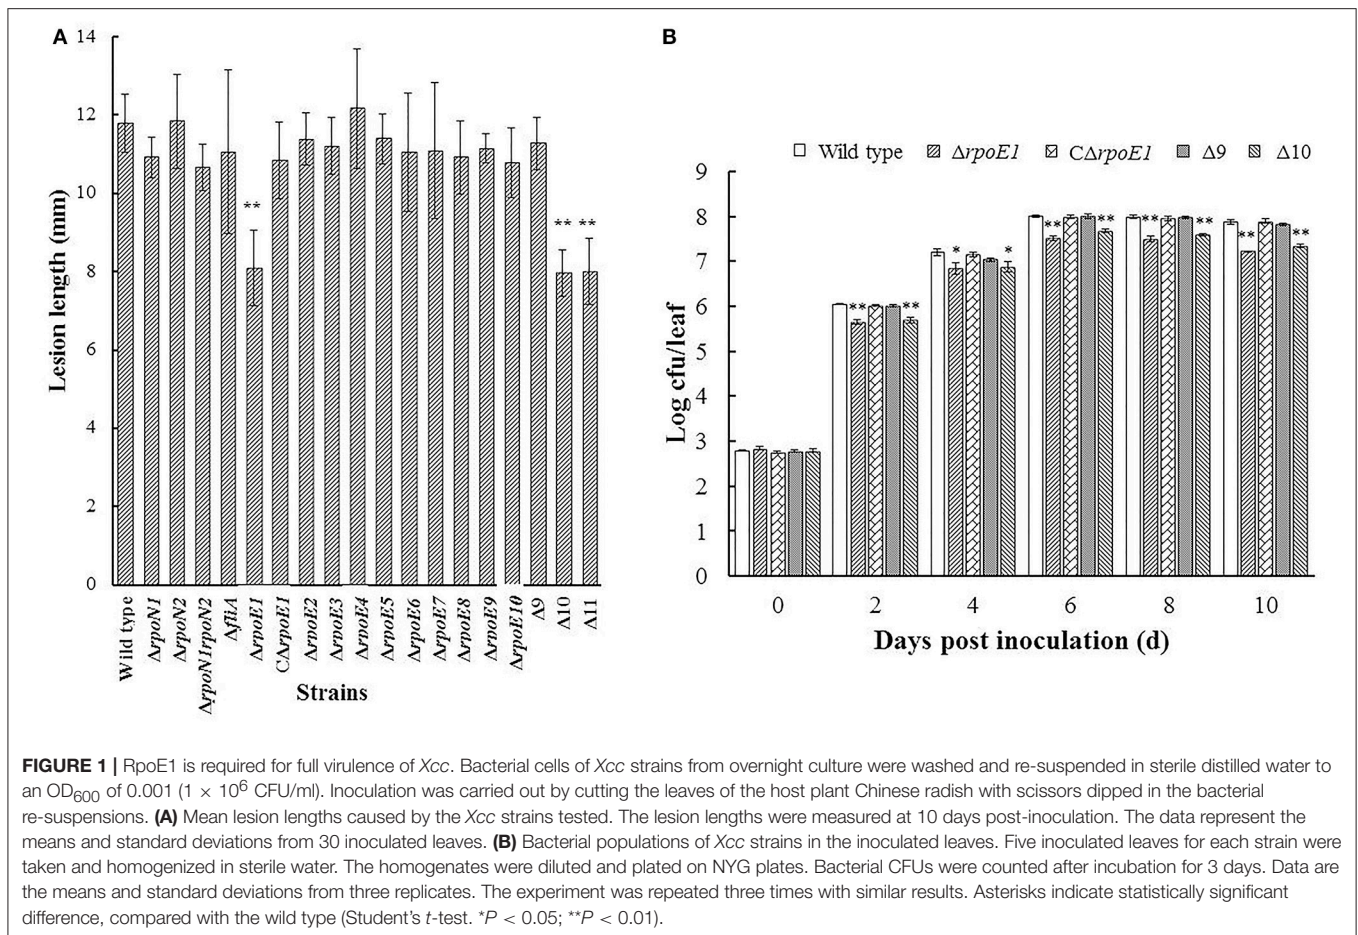 A
14
12
10
8
6
4
2
0
Lesion length (mm)
**
**
**
Wild type
ΔrpoN1
ΔrpoN2
ΔrpoN1rpoN2
ΔfliA
ΔrpoE1
CΔrpoE1
ΔrpoE2
ΔrpoE3
ΔrpoE4
ΔrpoE5
ΔrpoE6
ΔrpoE7
ΔrpoE8
ΔrpoE9
ΔrpoE10
Δ9
Δ10
Δ11
Strains
B
Wild type ΔrpoE1 CΔrpoE1 Δ9 Δ10
9
8
7
6
5
4
3
2
1
0
Log cfu/leaf
** **
* *
** **
** **
** **
0 2 4 6 8 10
Days post inoculation (d)
FIGURE 1 | RpoE1 is required for full virulence of Xcc. Bacterial cells of Xcc strains from overnight culture were washed and re-suspended in sterile distilled water to
an OD600 of 0.001 (1 × 10⁶ CFU/ml). Inoculation was carried out by cutting the leaves of the host plant Chinese radish with scissors dipped in the bacterial
re-suspensions. (A) Mean lesion lengths caused by the Xcc strains tested. The lesion lengths were measured at 10 days post-inoculation. The data represent the
means and standard deviations from 30 inoculated leaves. (B) Bacterial populations of Xcc strains in the inoculated leaves. Five inoculated leaves for each strain were
taken and homogenized in sterile water. The homogenates were diluted and plated on NYG plates. Bacterial CFUs were counted after incubation for 3 days. Data are
the means and standard deviations from three replicates. The experiment was repeated three times with similar results. Asterisks indicate statistically significant
difference, compared with the wild type (Student's t-test. *P < 0.05; **P < 0.01).